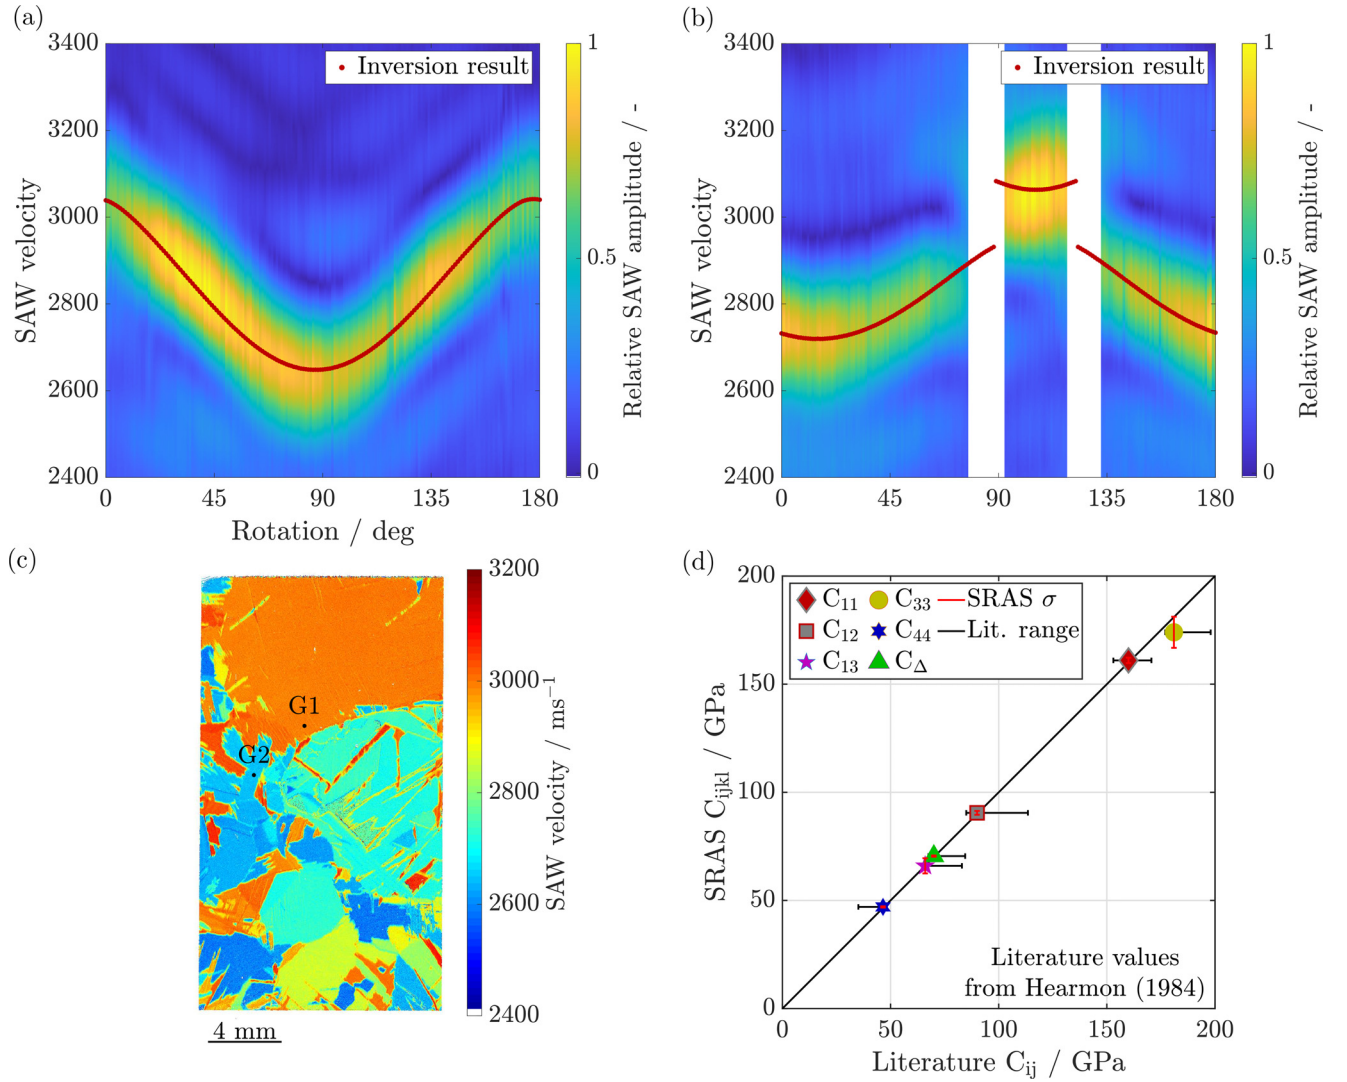 (a)
3400
3200
3000
2800
2600
2400
SAW velocity
Inversion result
0
45
90
135
180
Rotation / deg
1
0.5
0
Relative SAW amplitude / -
(b)
3400
3200
3000
2800
2600
2400
SAW velocity
Inversion result
0
45
90
135
180
1
0.5
0
Relative SAW amplitude / -
(c)
G1
G2
4 mm
3200
3000
2800
2600
2400
SAW velocity / ms⁻¹
(d)
200
150
100
50
0
SRAS C_ijkl / GPa
C₁₁ C₃₃ SRAS σ
C₁₂ C₄₄ Lit. range
C₁₃ C_Δ
Literature values
from Hearmon (1984)
0
50
100
150
200
Literature C_ij / GPa